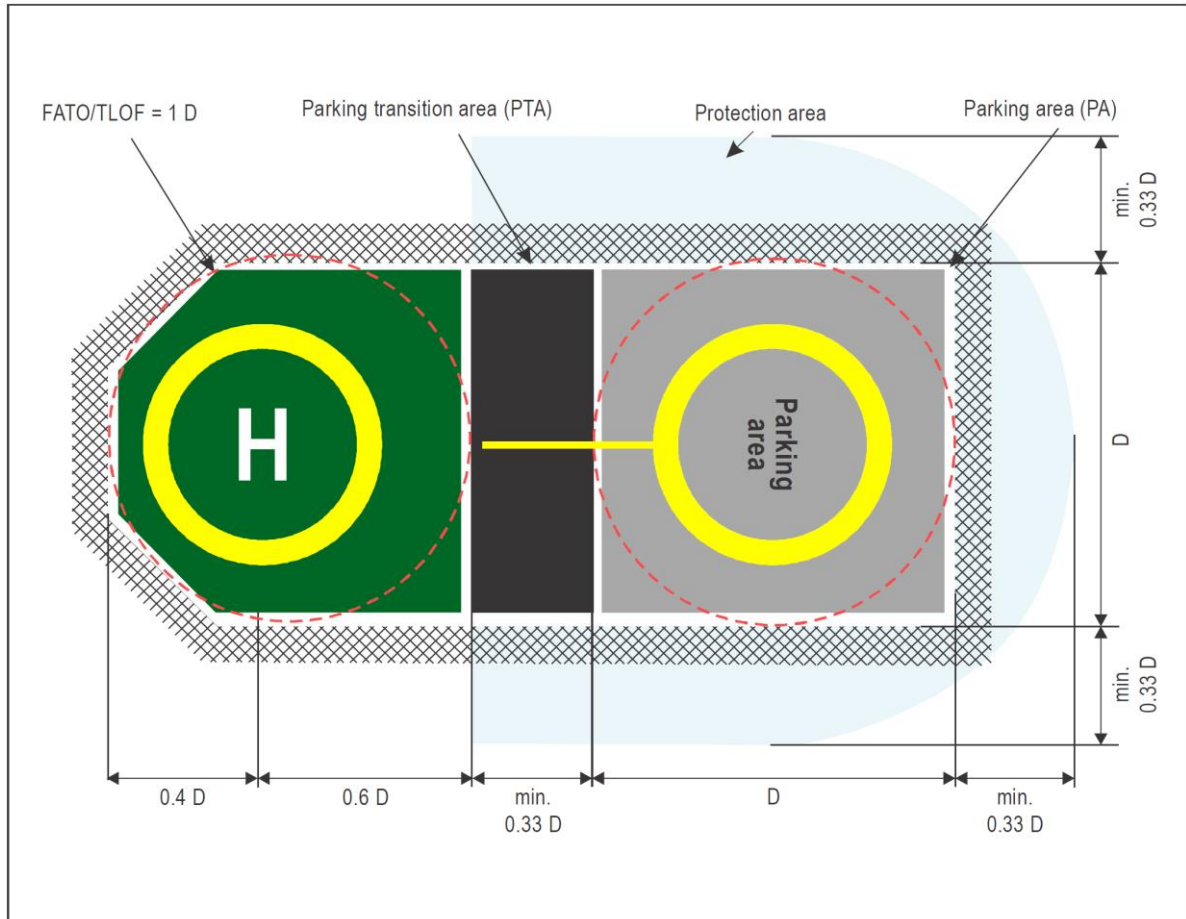 FATO/TLOF = 1 D
Parking transition area (PTA)
Protection area
Parking area (PA)
min.
0.33 D
H
Parking
area
D
min.
0.33 D
0.4 D
0.6 D
min.
0.33 D
D
min.
0.33 D